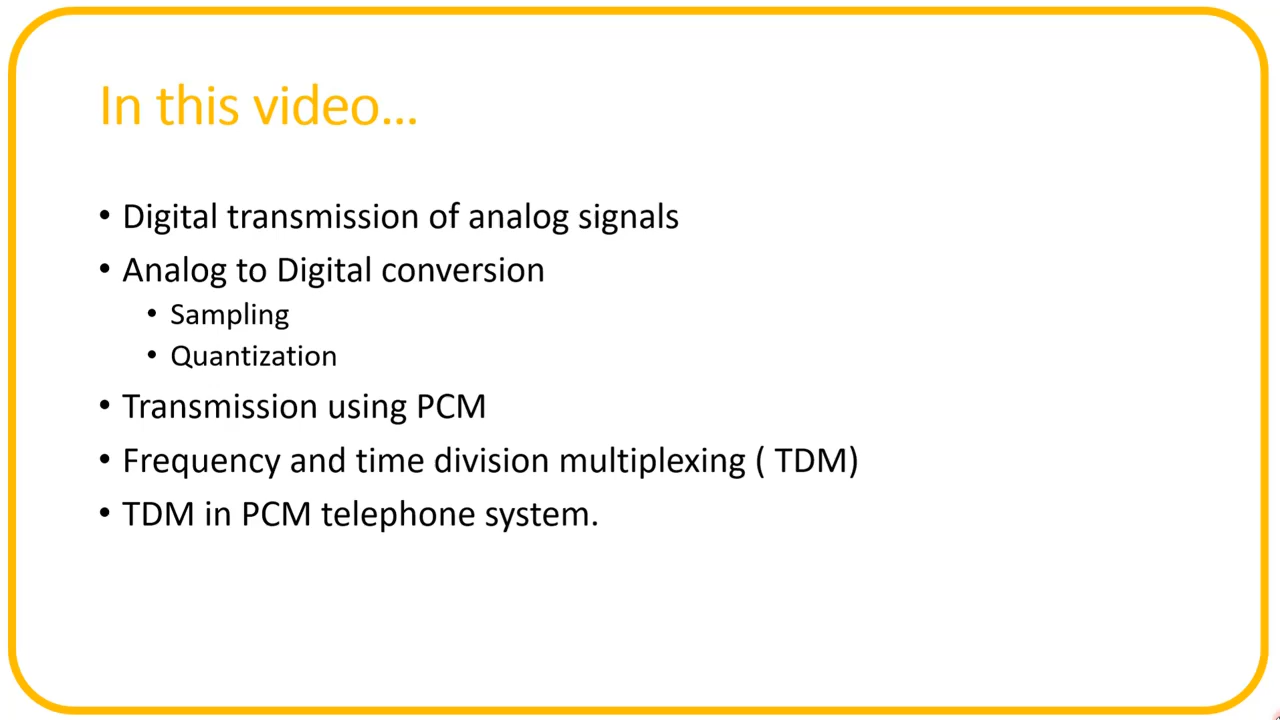 In this video...
• Digital transmission of analog signals
• Analog to Digital conversion
• Sampling
• Quantization
• Transmission using PCM
• Frequency and time division multiplexing ( TDM)
• TDM in PCM telephone system.